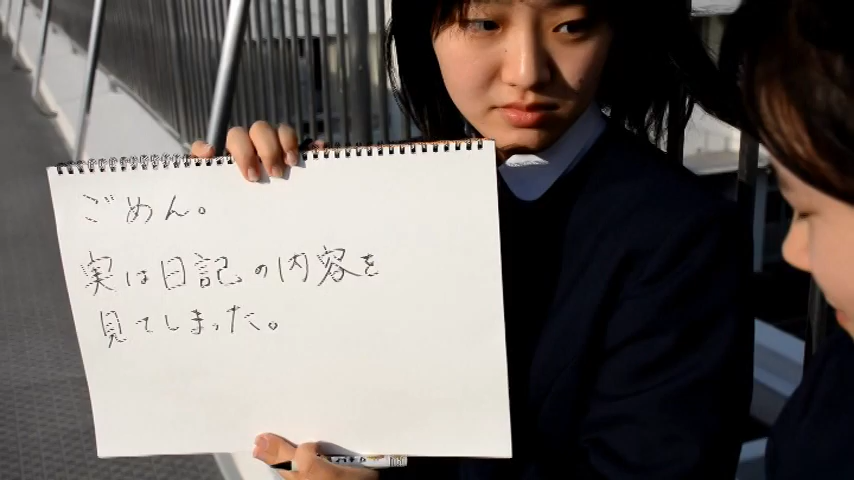 ごめん。
実は日記の内容を
見てしまった。